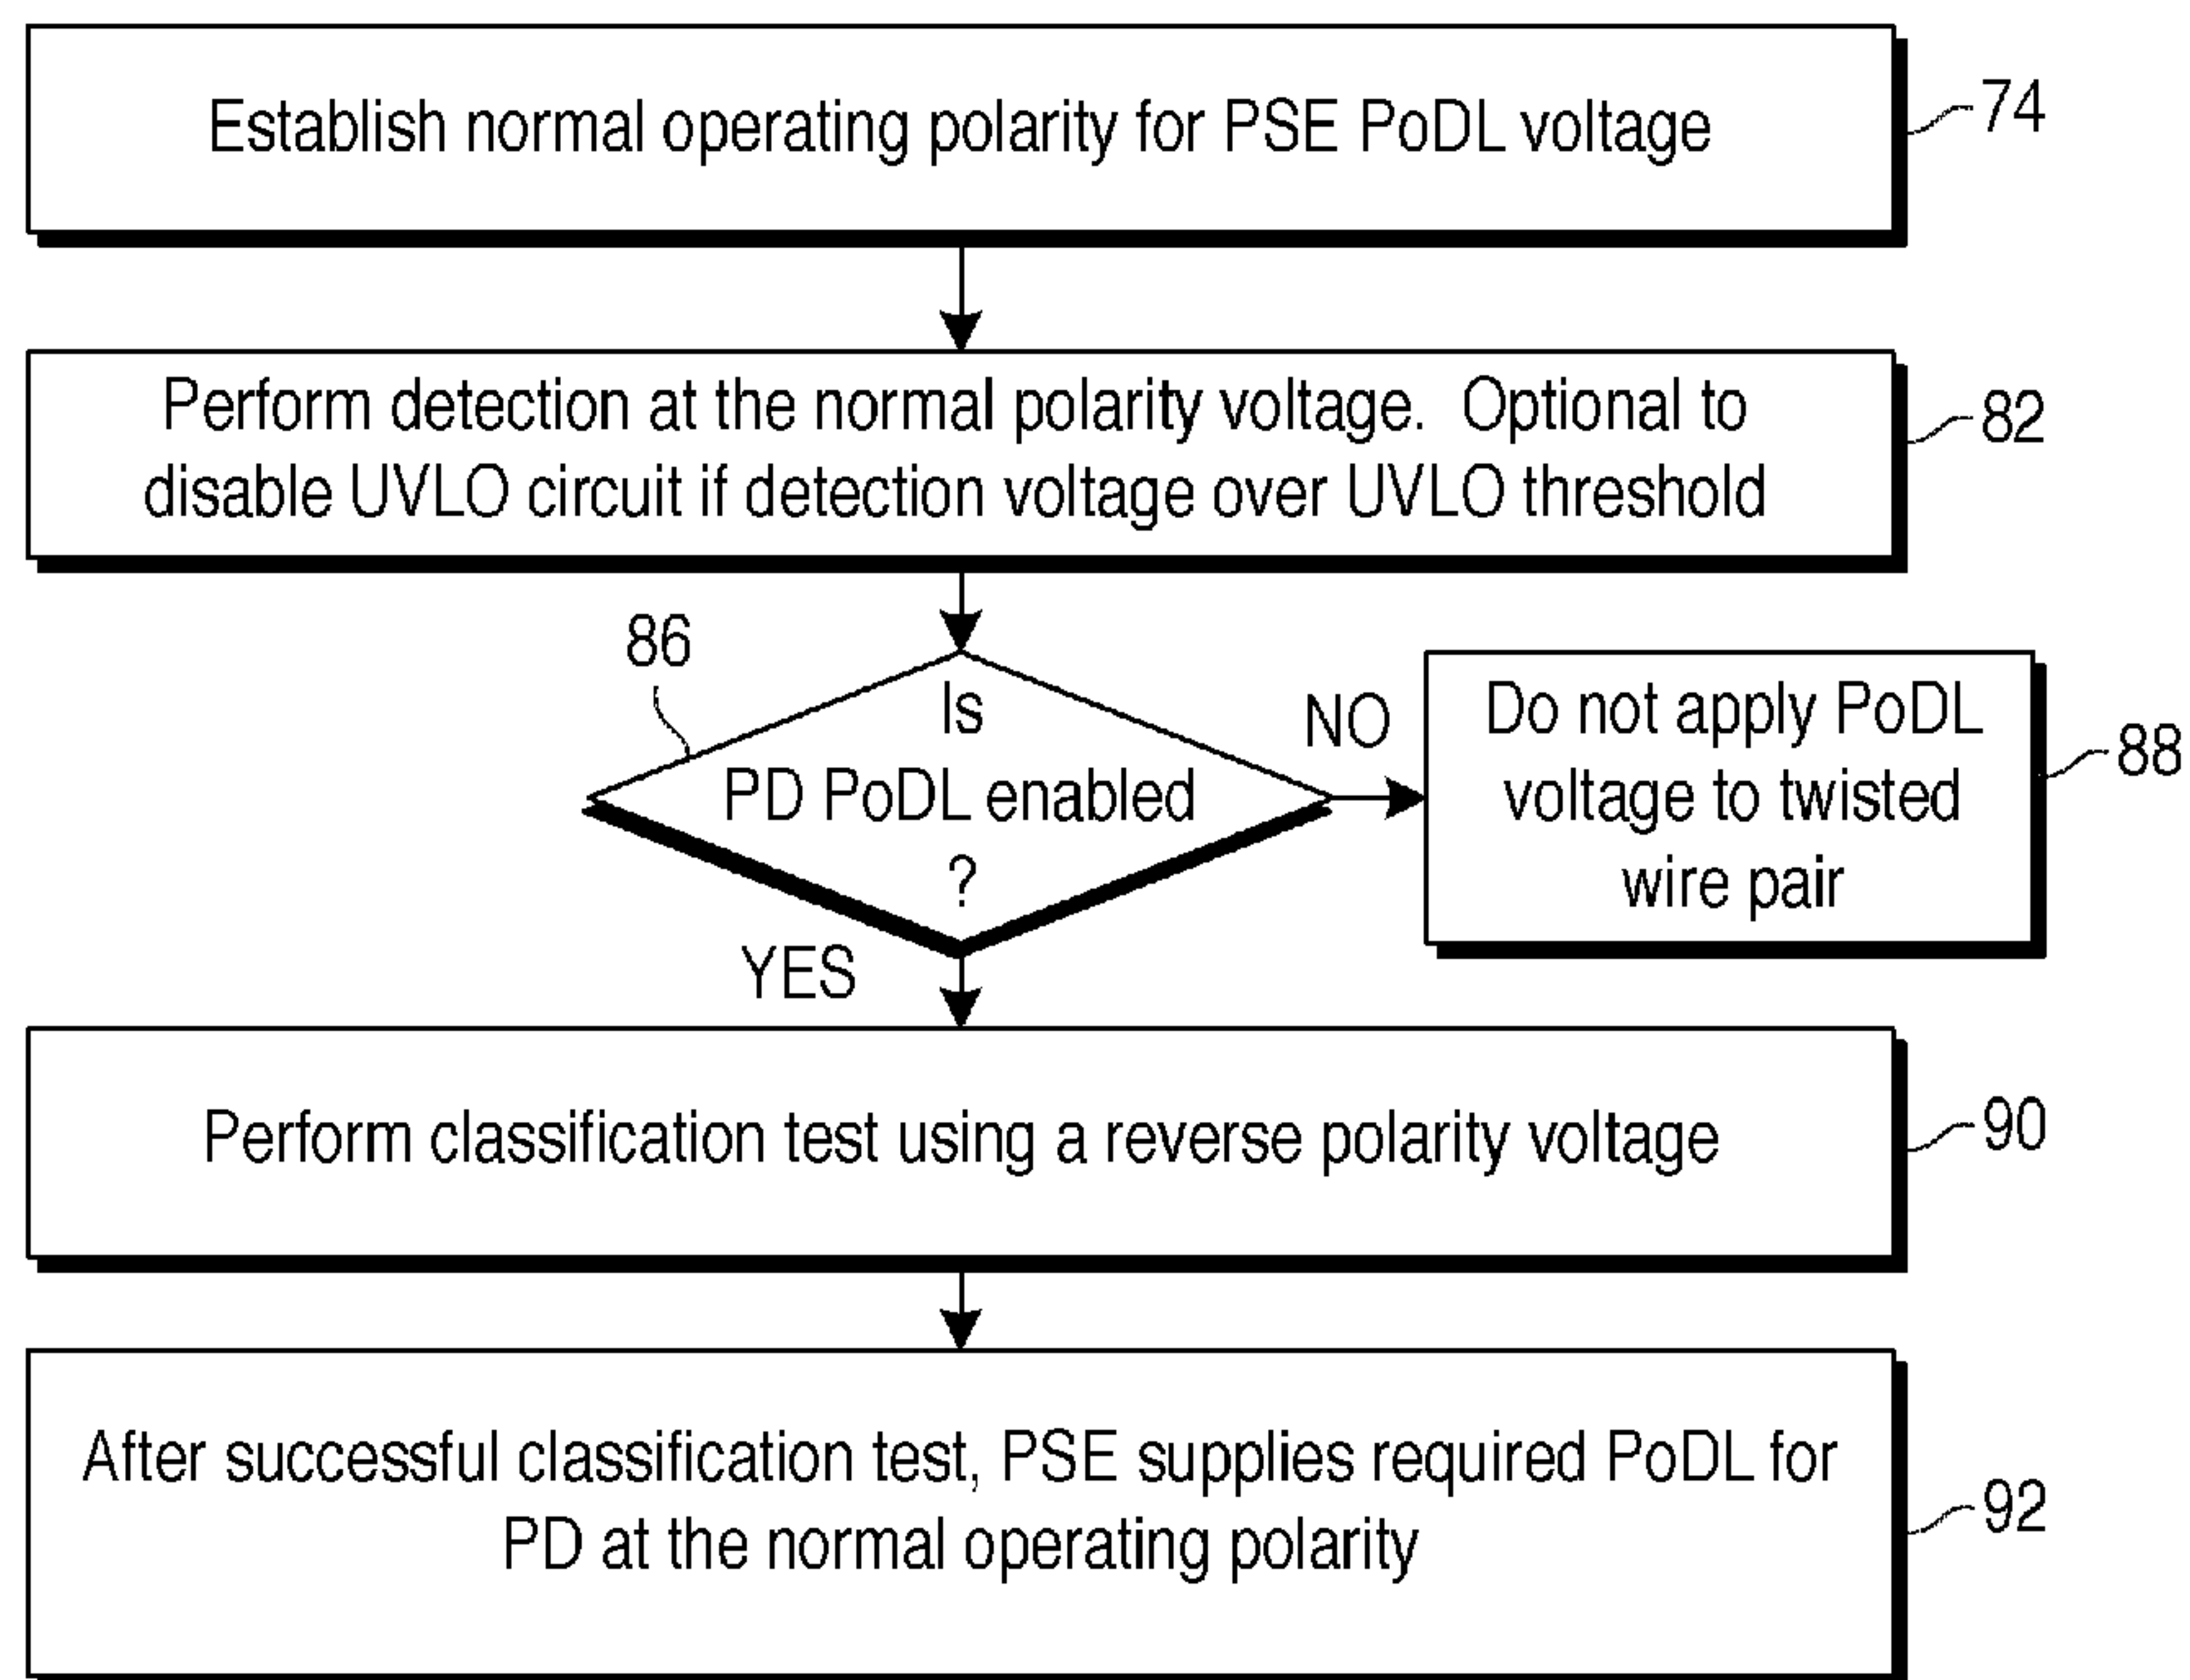 Establish normal operating polarity for PSE PoDL voltage
74
Perform detection at the normal polarity voltage. Optional to
disable UVLO circuit if detection voltage over UVLO threshold
82
86
Is
PD PoDL enabled
?
NO
Do not apply PoDL
voltage to twisted
wire pair
88
YES
Perform classification test using a reverse polarity voltage
90
After successful classification test, PSE supplies required PoDL for
PD at the normal operating polarity
92